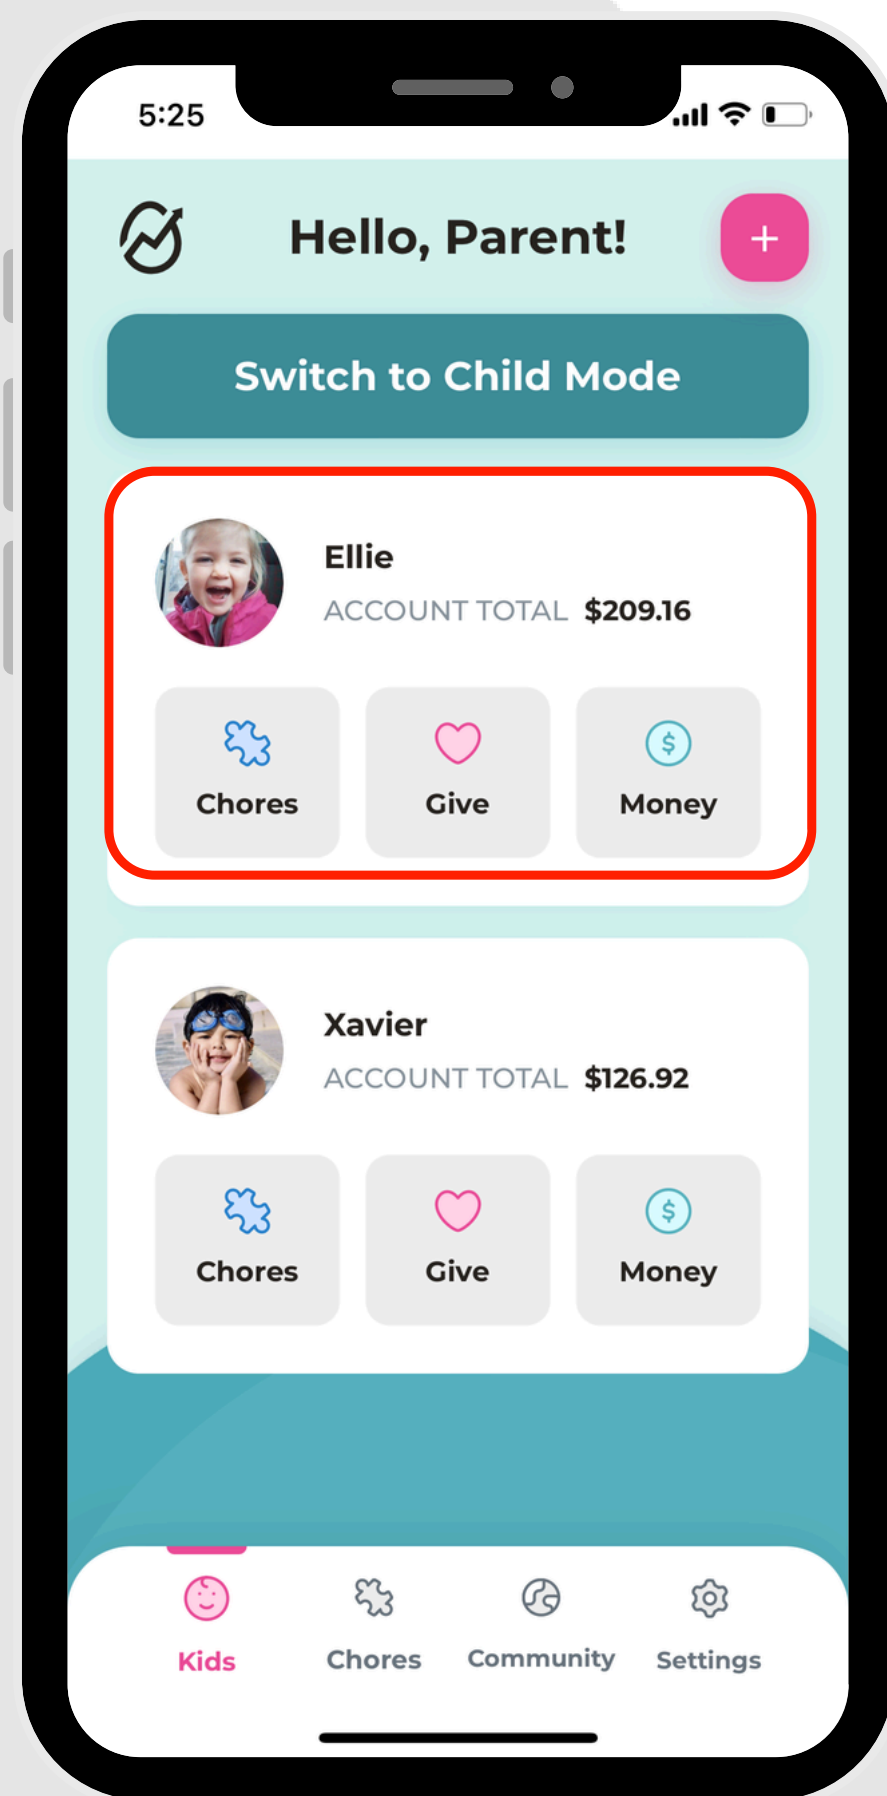 5:25
Hello, Parent!
+
Switch to Child Mode
Ellie
ACCOUNT TOTAL $209.16
$
Chores Give Money
Xavier
ACCOUNT TOTAL $126.92
$
Chores Give Money
Kids Chores Community Settings